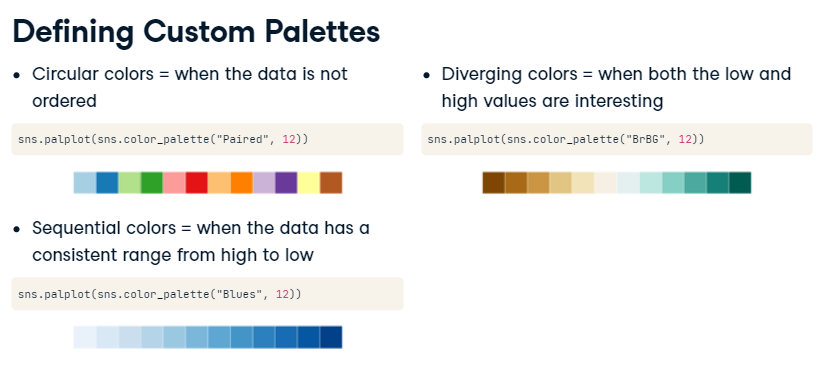 Defining Custom Palettes
• Circular colors = when the data is not
ordered
sns.palplot(sns.color_palette("Paired", 12))
• Sequential colors = when the data has a
consistent range from high to low
sns.palplot(sns.color_palette("Blues", 12))
• Diverging colors = when both the low and
high values are interesting
sns.palplot(sns.color_palette("BrBG", 12))